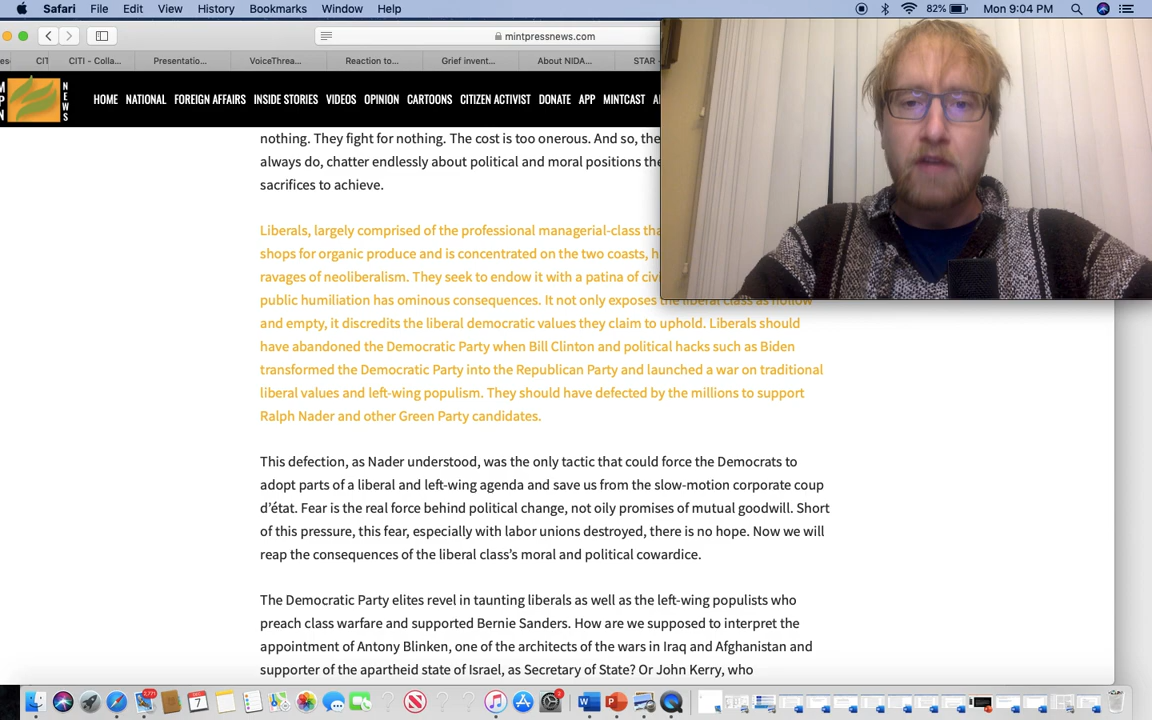 Safari File Edit View History Bookmarks Window Help 82% Mon 9:04 PM
mintpressnews.com
CIT CITI - Colla... Presentatio... VoiceThrea... Reaction to... Grief invent... About NIDA... STAR
MPN NEWS HOME NATIONAL FOREIGN AFFAIRS INSIDE STORIES VIDEOS OPINION CARTOONS CITIZEN ACTIVIST DONATE APP MINTCAST
nothing. They fight for nothing. The cost is too onerous. And so, the
always do, chatter endlessly about political and moral positions the
sacrifices to achieve.
Liberals, largely comprised of the professional managerial-class tha
shops for organic produce and is concentrated on the two coasts, h
ravages of neoliberalism. They seek to endow it with a patina of civi
public humiliation has ominous consequences. It not only exposes the liberal class as hollow
and empty, it discredits the liberal democratic values they claim to uphold. Liberals should
have abandoned the Democratic Party when Bill Clinton and political hacks such as Biden
transformed the Democratic Party into the Republican Party and launched a war on traditional
liberal values and left-wing populism. They should have defected by the millions to support
Ralph Nader and other Green Party candidates.
This defection, as Nader understood, was the only tactic that could force the Democrats to
adopt parts of a liberal and left-wing agenda and save us from the slow-motion corporate coup
d’état. Fear is the real force behind political change, not oily promises of mutual goodwill. Short
of this pressure, this fear, especially with labor unions destroyed, there is no hope. Now we will
reap the consequences of the liberal class’s moral and political cowardice.
The Democratic Party elites revel in taunting liberals as well as the left-wing populists who
preach class warfare and supported Bernie Sanders. How are we supposed to interpret the
appointment of Antony Blinken, one of the architects of the wars in Iraq and Afghanistan and
supporter of the apartheid state of Israel, as Secretary of State? Or John Kerry, who